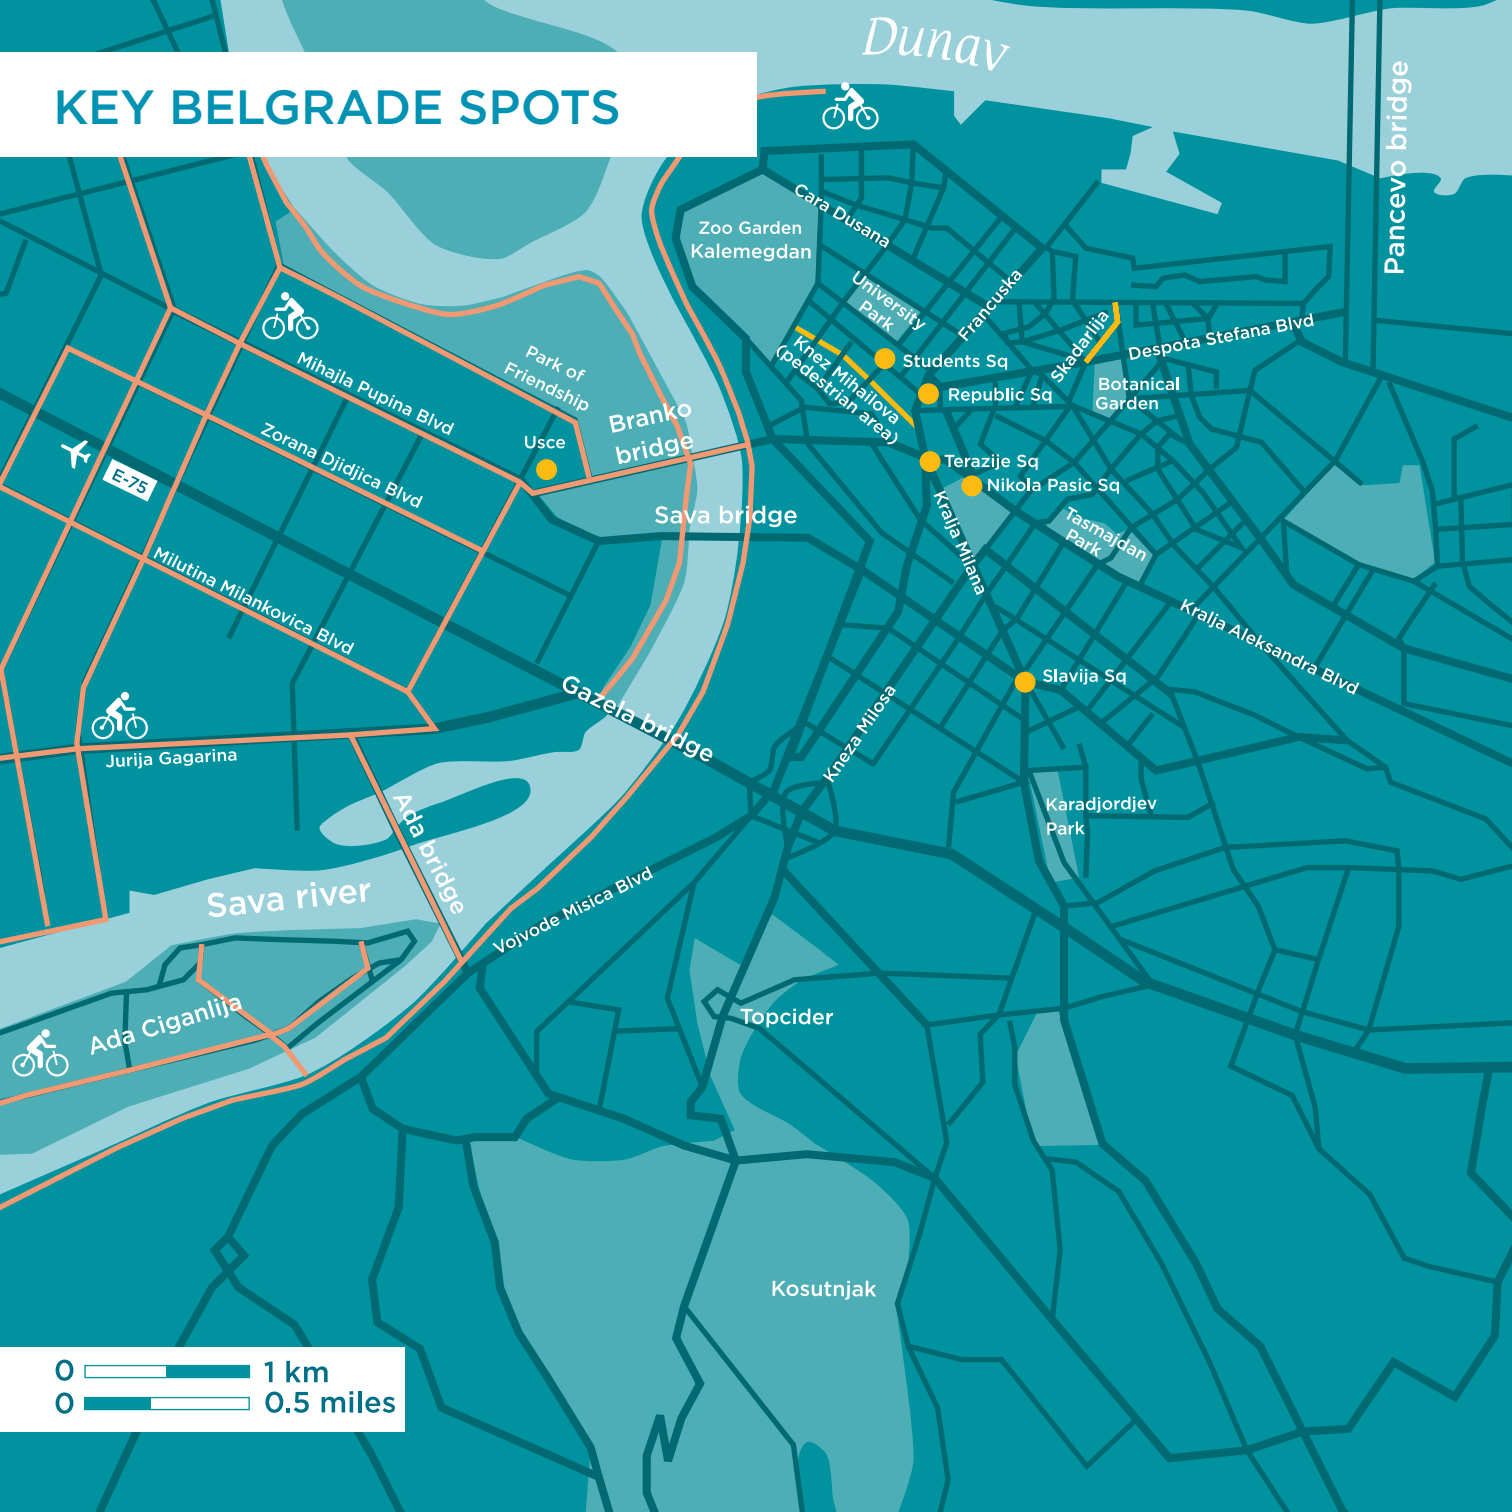 Dunav
KEY BELGRADE SPOTS
Pancevo bridge
Cara Dusana
Zoo Garden
Kalemegdan
University
Park
Francuska
Skadarlija
Despota Stefana Blvd
Knez Mihailova
(pedestrian area)
Students Sq
Republic Sq
Botanical
Garden
Park of
Friendship
Mihajla Pupina Blvd
Branko
bridge
Usce
Zorana Djidjica Blvd
E-75
Terazije Sq
Nikola Pasic Sq
Sava bridge
Kralja Milana
Tasmajdan
Park
Milutina Milankovica Blvd
Kralja Aleksandra Blvd
Slavija Sq
Gazela bridge
Kneza Milosa
Jurija Gagarina
Ada bridge
Karadjordjev
Park
Sava river
Vojvode Misica Blvd
Ada Ciganlija
Topcider
Kosutnjak
0 1 km
0 0.5 miles